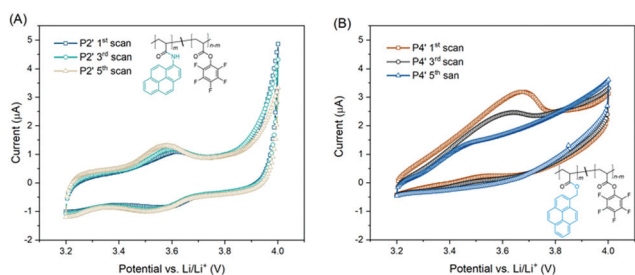 (A)
P2' 1st scan
P2' 3rd scan
P2' 5th scan
m
n-m
O
NH
O
O
F
F
F
F
F
Current (μA)
5
4
3
2
1
0
-1
-2
3.2
3.4
3.6
3.8
4.0
Potential vs. Li/Li+ (V)
(B)
P4' 1st scan
P4' 3rd scan
P4' 5th san
Current (μA)
5
4
3
2
1
0
-1
m
n-m
O
O
O
O
F
F
F
F
F
3.2
3.4
3.6
3.8
4.0
Potential vs. Li/Li+ (V)